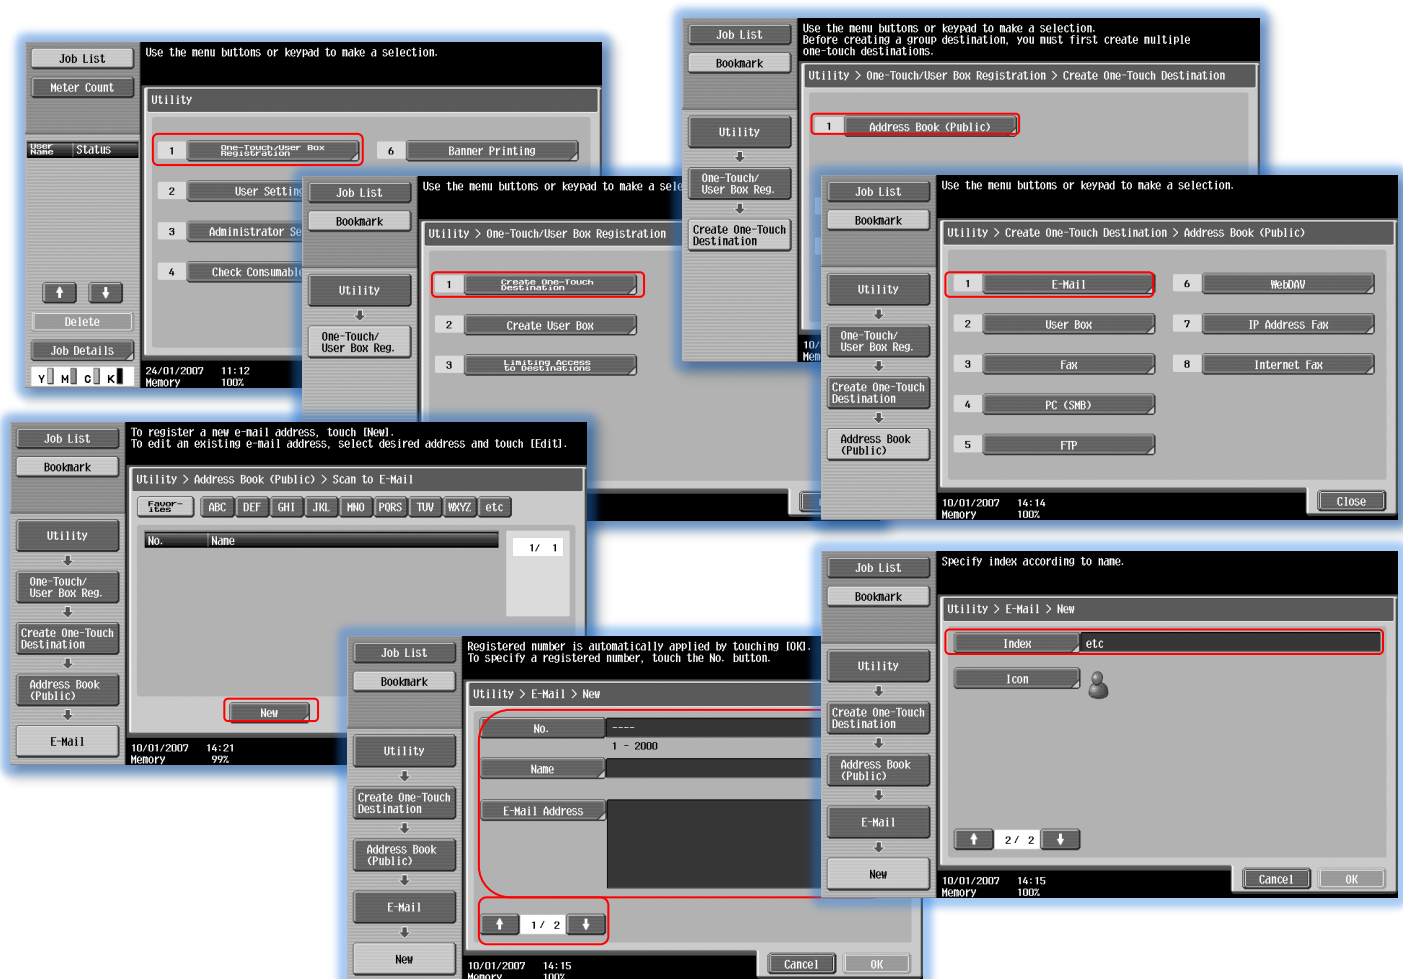 Job List
Meter Count
User Name
Status
Delete
Job Details
Y M C K
Use the menu buttons or keypad to make a selection.
Utility
1 One-Touch/User Box
Registration
6 Banner Printing
2 User Setting
3 Administrator Se
4 Check Consumabl
24/01/2007 11:12
Memory 100%
Job List
Bookmark
Utility
One-Touch/
User Box Reg.
Use the menu buttons or keypad to make a sele
Utility > One-Touch/User Box Registration
1 Create One-Touch
Destination
2 Create User Box
3 Limiting Access
to Destinations
Job List
Bookmark
Utility
One-Touch/
User Box Reg.
Create One-Touch
Destination
Use the menu buttons or keypad to make a selection.
Before creating a group destination, you must first create multiple
one-touch destinations.
Utility > One-Touch/User Box Registration > Create One-Touch Destination
1 Address Book (Public)
10/
Mem
Job List
Bookmark
Utility
One-Touch/
User Box Reg.
Create One-Touch
Destination
Address Book
(Public)
Use the menu buttons or keypad to make a selection.
Utility > Create One-Touch Destination > Address Book (Public)
1 E-Mail
6 WebDAV
2 User Box
7 IP Address Fax
3 Fax
8 Internet Fax
4 PC (SMB)
5 FTP
10/01/2007 14:14
Memory 100%
Close
Job List
Bookmark
Utility
One-Touch/
User Box Reg.
Create One-Touch
Destination
Address Book
(Public)
E-Mail
To register a new e-mail address, touch [New].
To edit an existing e-mail address, select desired address and touch [Edit].
Utility > Address Book (Public) > Scan to E-Mail
Favor-
ites
ABC DEF GHI JKL MNO PQRS TUV WXYZ etc
No. Name
1/ 1
New
10/01/2007 14:21
Memory 99%
Job List
Bookmark
Utility
Create One-Touch
Destination
Address Book
(Public)
E-Mail
New
Registered number is automatically applied by touching [OK].
To specify a registered number, touch the No. button.
Utility > E-Mail > New
No. ----
1 - 2000
Name
E-Mail Address
1/ 2
10/01/2007 14:15
Memory 100%
Cancel
OK
Job List
Bookmark
Utility
Create One-Touch
Destination
Address Book
(Public)
E-Mail
New
Specify index according to name.
Utility > E-Mail > New
Index etc
Icon
2/ 2
10/01/2007 14:15
Memory 100%
Cancel
OK